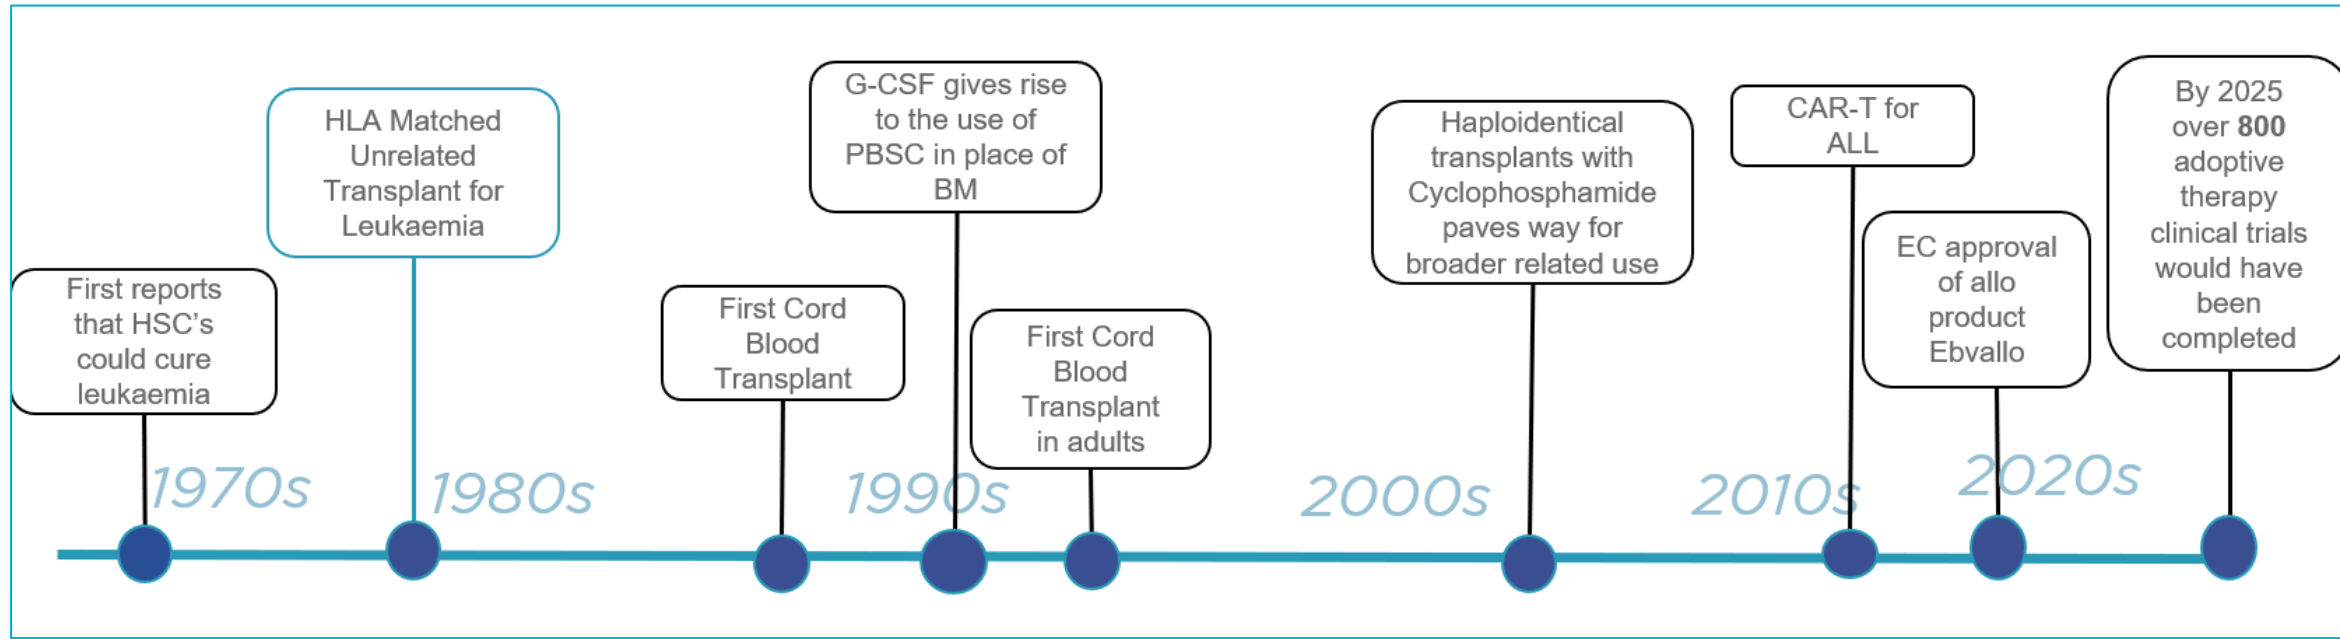 First reports
that HSC's
could cure
leukaemia
HLA Matched
Unrelated
Transplant for
Leukaemia
First Cord
Blood
Transplant
G-CSF gives rise
to the use of
PBSC in place of
BM
First Cord
Blood
Transplant
in adults
Haploidentical
transplants with
Cyclophosphamide
paves way for
broader related use
CAR-T for
ALL
EC approval
of allo
product
Ebvallo
By 2025
over 800
adoptive
therapy
clinical trials
would have
been
completed
1970s
1980s
1990s
2000s
2010s
2020s